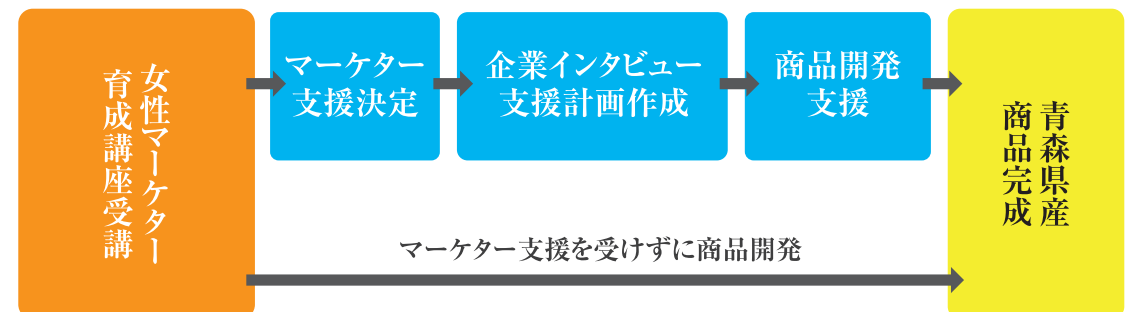 女性マーケター
育成講座受講
マーケター
支援決定
企業インタビュー
支援計画作成
商品開発
支援
青森県産
商品完成
マーケター支援を受けずに商品開発